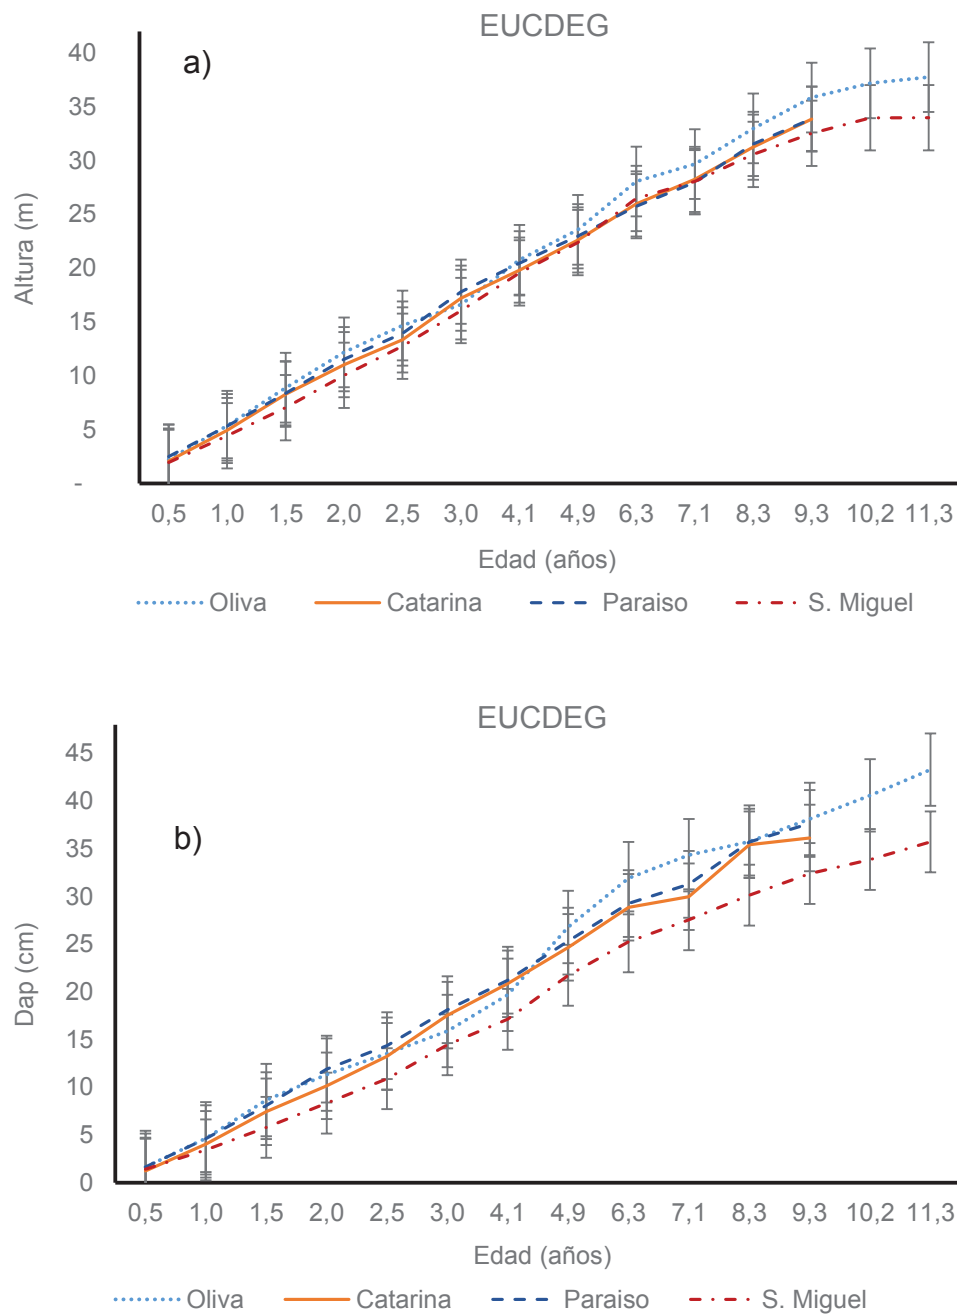 EUCDEG
a)
40
35
30
25
20
15
10
5
-
Altura (m)
0,5 1,0 1,5 2,0 2,5 3,0 4,1 4,9 6,3 7,1 8,3 9,3 10,2 11,3
Edad (años)
Oliva Catarina Paraiso S. Miguel
EUCDEG
b)
45
40
35
30
25
20
15
10
5
0
Dap (cm)
0,5 1,0 1,5 2,0 2,5 3,0 4,1 4,9 6,3 7,1 8,3 9,3 10,2 11,3
Edad (años)
Oliva Catarina Paraiso S. Miguel